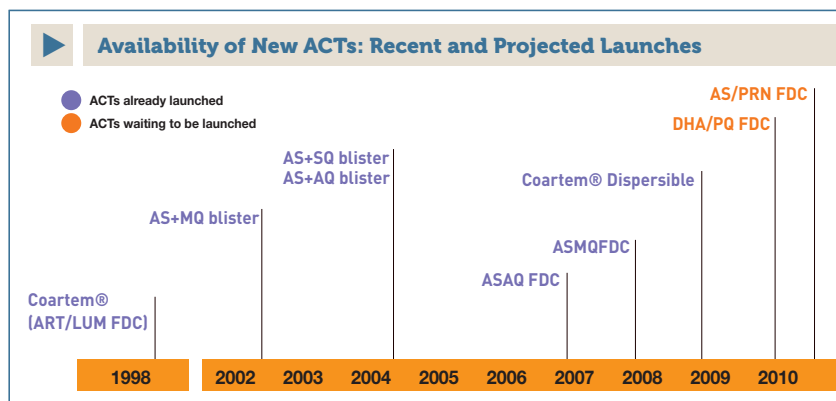 Availability of New ACTs: Recent and Projected Launches
ACTs already launched
ACTs waiting to be launched
AS/PRN FDC
DHA/PQ FDC
AS+SQ blister
AS+AQ blister
Coartem® Dispersible
AS+MQ blister
ASMQFDC
ASAQ FDC
Coartem®
(ART/LUM FDC)
1998 2002 2003 2004 2005 2006 2007 2008 2009 2010